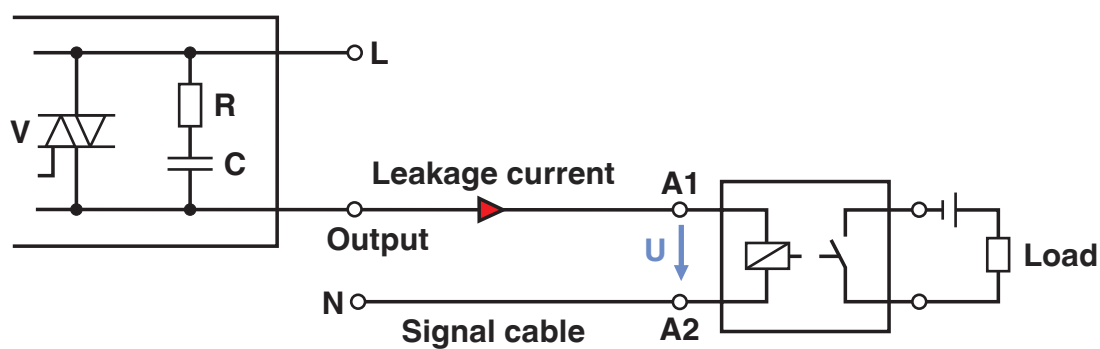 L
R
V
C
Leakage current
A1
Output
U
Load
N
Signal cable
A2